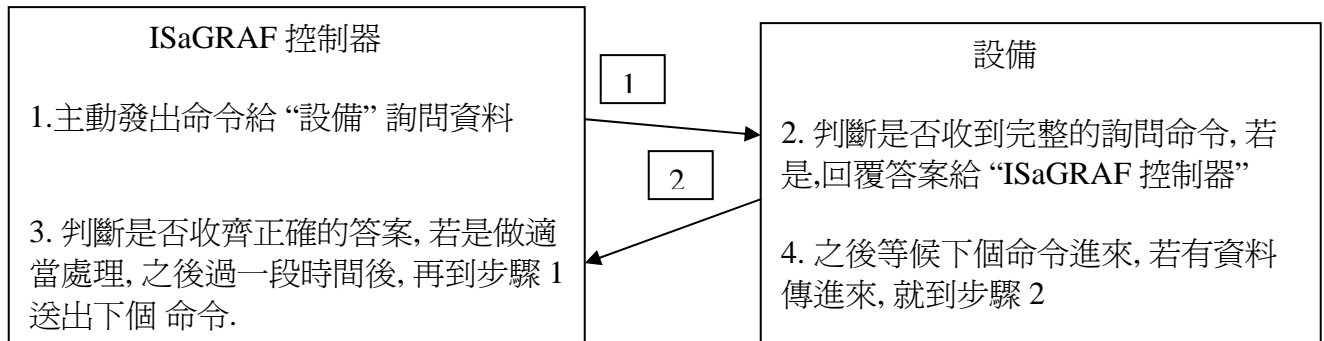 ISaGRAF 控制器
1.主動發出命令給 “設備” 詢問資料
3. 判斷是否收齊正確的答案, 若是做適
當處理, 之後過一段時間後, 再到步驟 1
送出下個 命令.
1
2
設備
2. 判斷是否收到完整的詢問命令, 若
是,回覆答案給 “ISaGRAF 控制器”
4. 之後等候下個命令進來, 若有資料
傳進來, 就到步驟 2